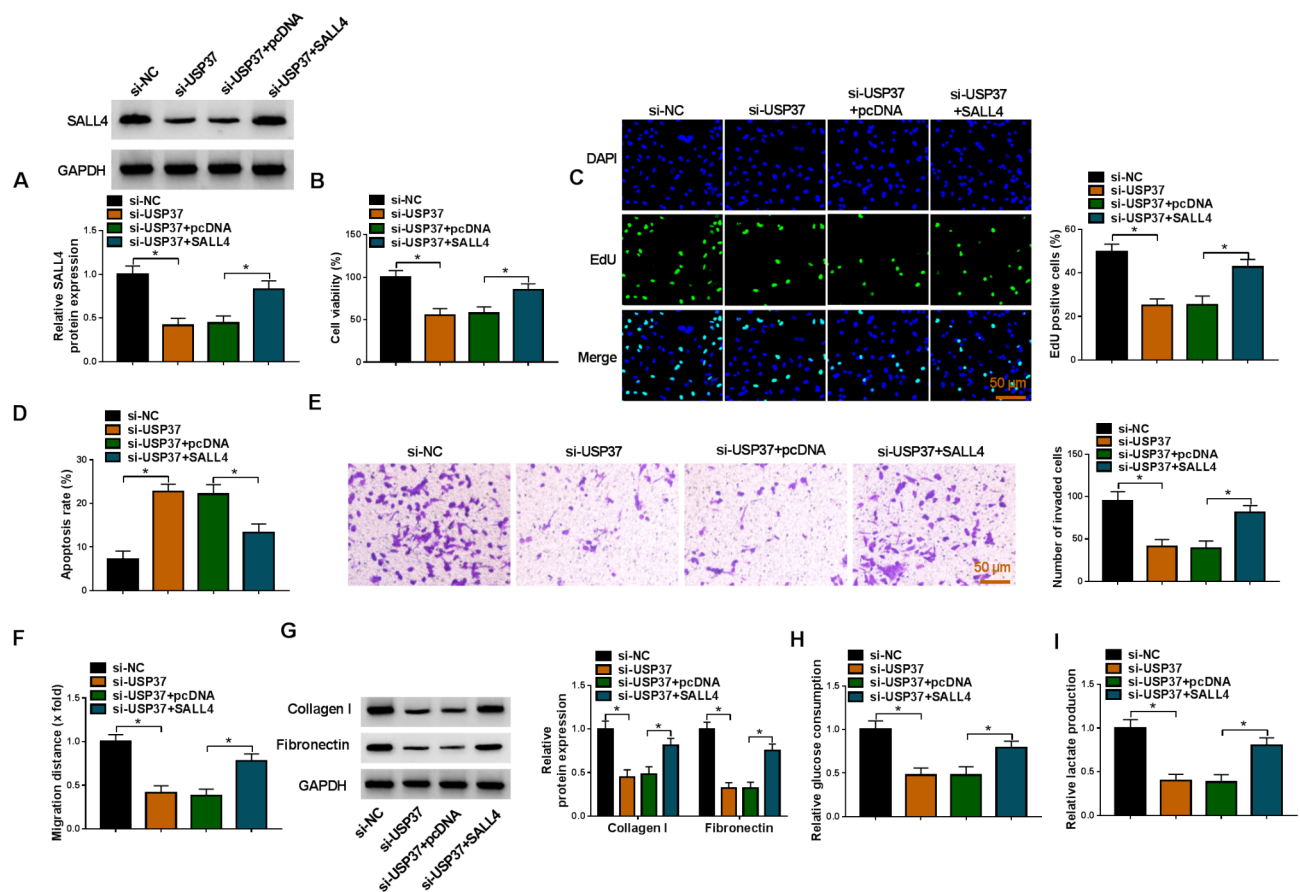 si-NC
si-USP37
si-USP37+pcDNA
si-USP37+SALL4
SALL4
GAPDH
A
si-NC
si-USP37
si-USP37+pcDNA
si-USP37+SALL4
Relative SALL4
protein expression
1.5
1.0
0.5
0.0
*
*
B
si-NC
si-USP37
si-USP37+pcDNA
si-USP37+SALL4
Cell viability (%)
150
100
50
0
*
*
C
si-NC
si-USP37
si-USP37
+pcDNA
si-USP37
+SALL4
DAPI
EdU
Merge
50 µm
si-NC
si-USP37
si-USP37+pcDNA
si-USP37+SALL4
EdU positive cells (%)
60
40
20
0
*
*
D
si-NC
si-USP37
si-USP37+pcDNA
si-USP37+SALL4
Apoptosis rate (%)
30
20
10
0
*
*
E
si-NC
si-USP37
si-USP37+pcDNA
si-USP37+SALL4
50 µm
si-NC
si-USP37
si-USP37+pcDNA
si-USP37+SALL4
Number of invaded cells
150
100
50
0
*
*
F
si-NC
si-USP37
si-USP37+pcDNA
si-USP37+SALL4
Migration distance (x fold)
1.5
1.0
0.5
0.0
*
*
G
Collagen I
Fibronectin
GAPDH
si-NC
si-USP37
si-USP37+pcDNA
si-USP37+SALL4
si-NC
si-USP37
si-USP37+pcDNA
si-USP37+SALL4
Relative
protein expression
1.5
1.0
0.5
0.0
*
*
*
*
Collagen I
Fibronectin
H
si-NC
si-USP37
si-USP37+pcDNA
si-USP37+SALL4
Relative glucose consumption
1.5
1.0
0.5
0.0
*
*
I
si-NC
si-USP37
si-USP37+pcDNA
si-USP37+SALL4
Relative lactate production
1.5
1.0
0.5
0.0
*
*